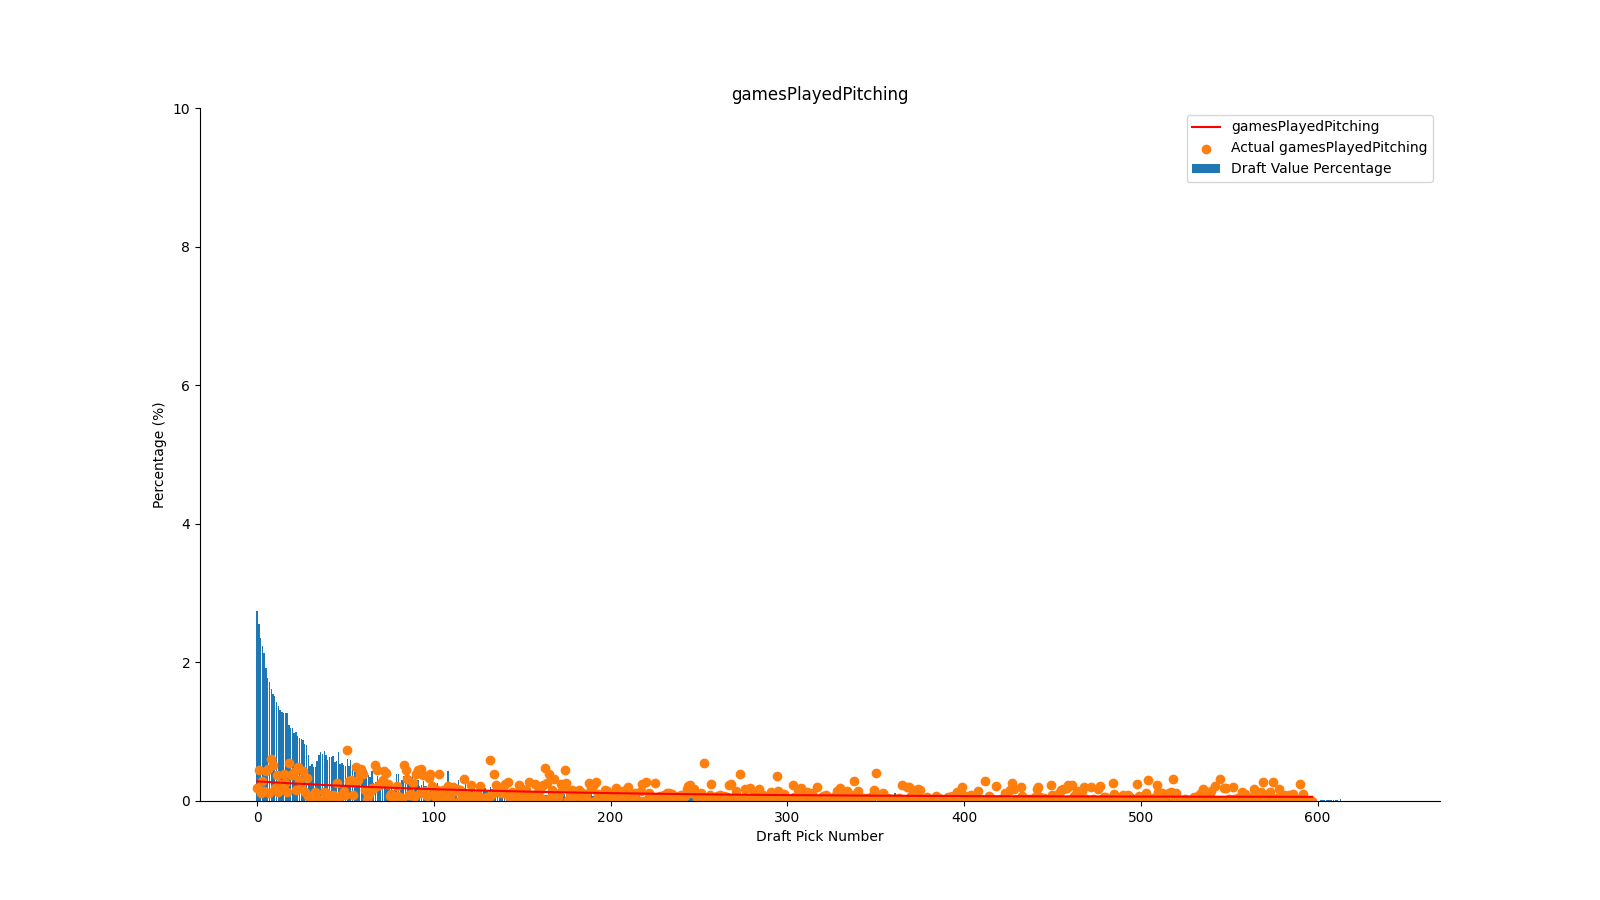 gamesPlayedPitching
10
8
6
4
2
0
Percentage (%)
gamesPlayedPitching
Actual gamesPlayedPitching
Draft Value Percentage
0 100 200 300 400 500 600
Draft Pick Number